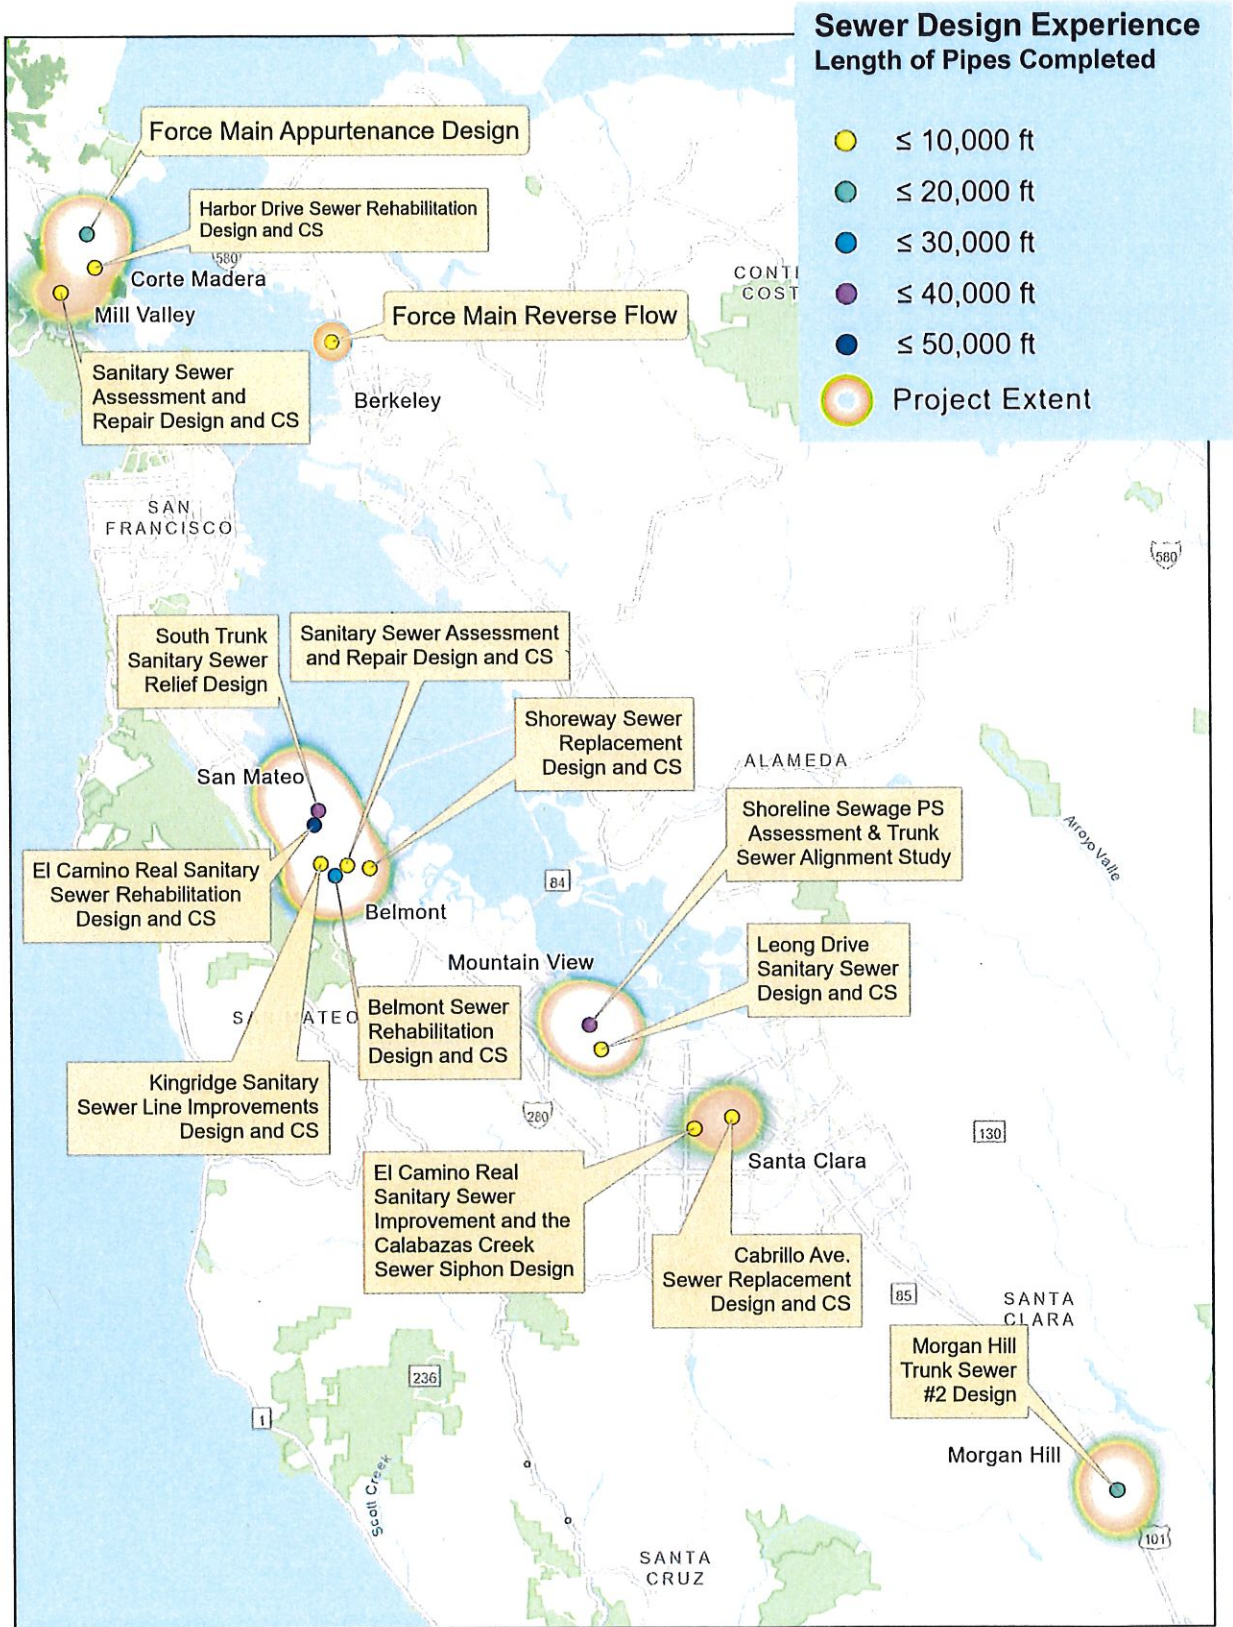 Sewer Design Experience
Length of Pipes Completed
≤ 10,000 ft
≤ 20,000 ft
≤ 30,000 ft
≤ 40,000 ft
≤ 50,000 ft
Project Extent
Force Main Appurtenance Design
Harbor Drive Sewer Rehabilitation
Design and CS
580
Corte Madera
Mill Valley
CONT
COST
Force Main Reverse Flow
Sanitary Sewer
Assessment and
Repair Design and CS
Berkeley
SAN
FRANCISCO
580
South Trunk
Sanitary Sewer
Relief Design
Sanitary Sewer Assessment
and Repair Design and CS
Shoreway Sewer
Replacement
Design and CS
San Mateo
ALAMEDA
Shoreline Sewage PS
Assessment & Trunk
Sewer Alignment Study
Arroyo Valle
El Camino Real Sanitary
Sewer Rehabilitation
Design and CS
84
Belmont
Leong Drive
Sanitary Sewer
Design and CS
Mountain View
SAN MATEO
Belmont Sewer
Rehabilitation
Design and CS
Kingridge Sanitary
Sewer Line Improvements
Design and CS
280
130
Santa Clara
El Camino Real
Sanitary Sewer
Improvement and the
Calabazas Creek
Sewer Siphon Design
Cabrillo Ave.
Sewer Replacement
Design and CS
85
SANTA
CLARA
Morgan Hill
Trunk Sewer
#2 Design
236
1
Morgan Hill
Scott Creek
101
SANTA
CRUZ